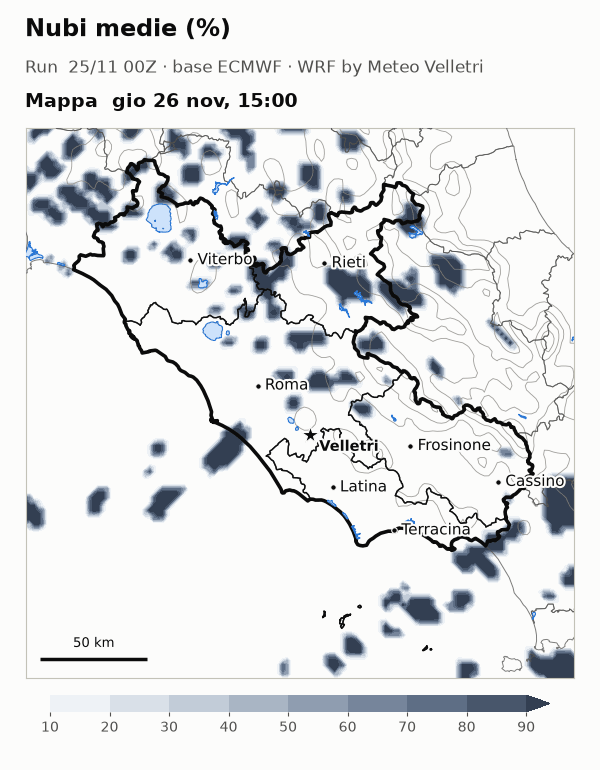 Nubi medie (%)
Run  25/11 00Z · base ECMWF · WRF by Meteo Velletri
Mappa  gio 26 nov, 15:00
Viterbo
Rieti
Roma
Velletri
Frosinone
Latina
Cassino
Terracina
50 km
10 20 30 40 50 60 70 80 90